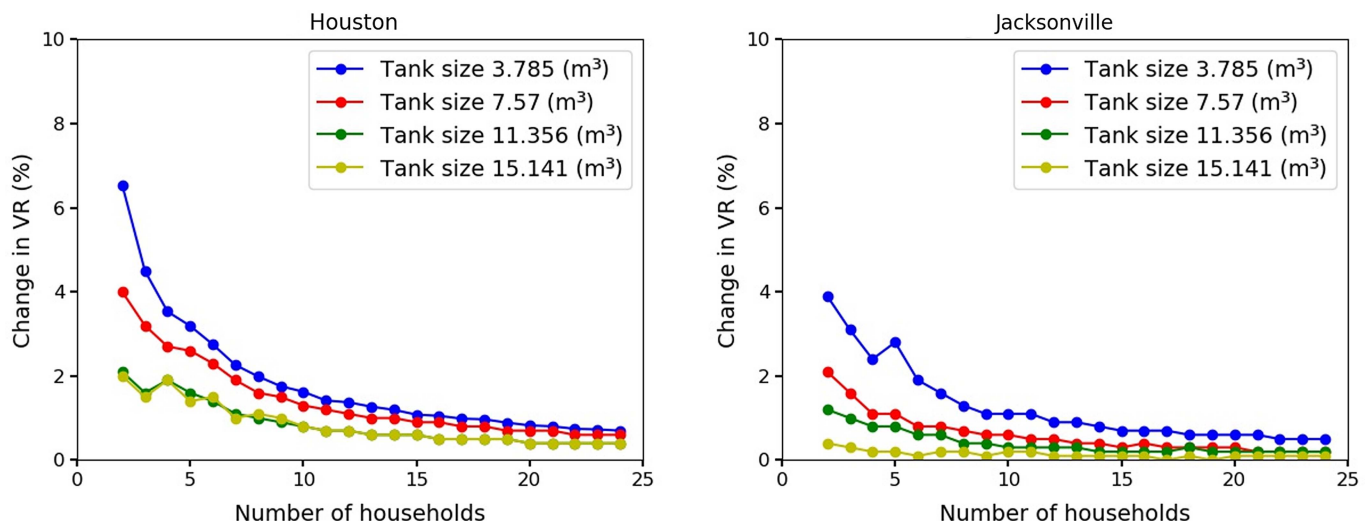 Houston
10
8
6
4
2
0
Change in VR (%)
Tank size 3.785 (m³)
Tank size 7.57 (m³)
Tank size 11.356 (m³)
Tank size 15.141 (m³)
0 5 10 15 20 25
Number of households
Jacksonville
10
8
6
4
2
0
Change in VR (%)
Tank size 3.785 (m³)
Tank size 7.57 (m³)
Tank size 11.356 (m³)
Tank size 15.141 (m³)
0 5 10 15 20 25
Number of households